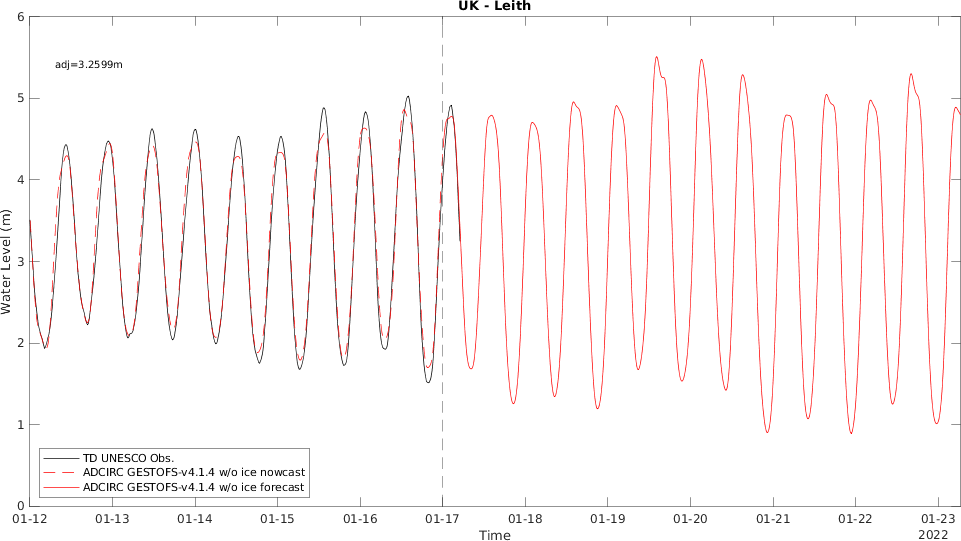 UK - Leith
6
adj=3.2599m
5
4
3
2
1
0
Water Level (m)
TD UNESCO Obs.
ADCIRC GESTOFS-v4.1.4 w/o ice nowcast
ADCIRC GESTOFS-v4.1.4 w/o ice forecast
01-12 01-13 01-14 01-15 01-16 01-17 01-18 01-19 01-20 01-21 01-22 01-23
Time
2022